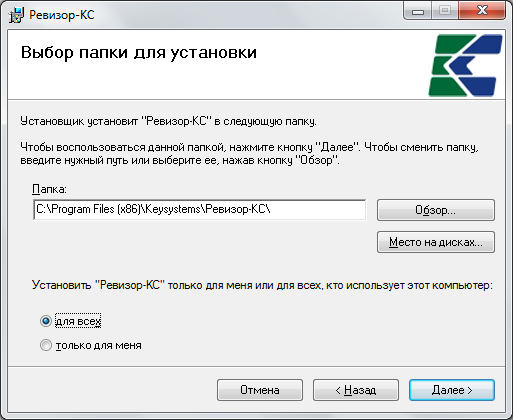 Ревизор-КС
Выбор папки для установки
Установщик установит "Ревизор-КС" в следующую папку.
Чтобы воспользоваться данной папкой, нажмите кнопку "Далее". Чтобы сменить папку,
введите нужный путь или выберите ее, нажав кнопку "Обзор".
Папка:
C:\Program Files (x86)\Keysystems\Ревизор-КС\
Обзор...
Место на дисках...
Установить "Ревизор-КС" только для меня или для всех, кто использует этот компьютер:
для всех
только для меня
Отмена
< Назад
Далее >